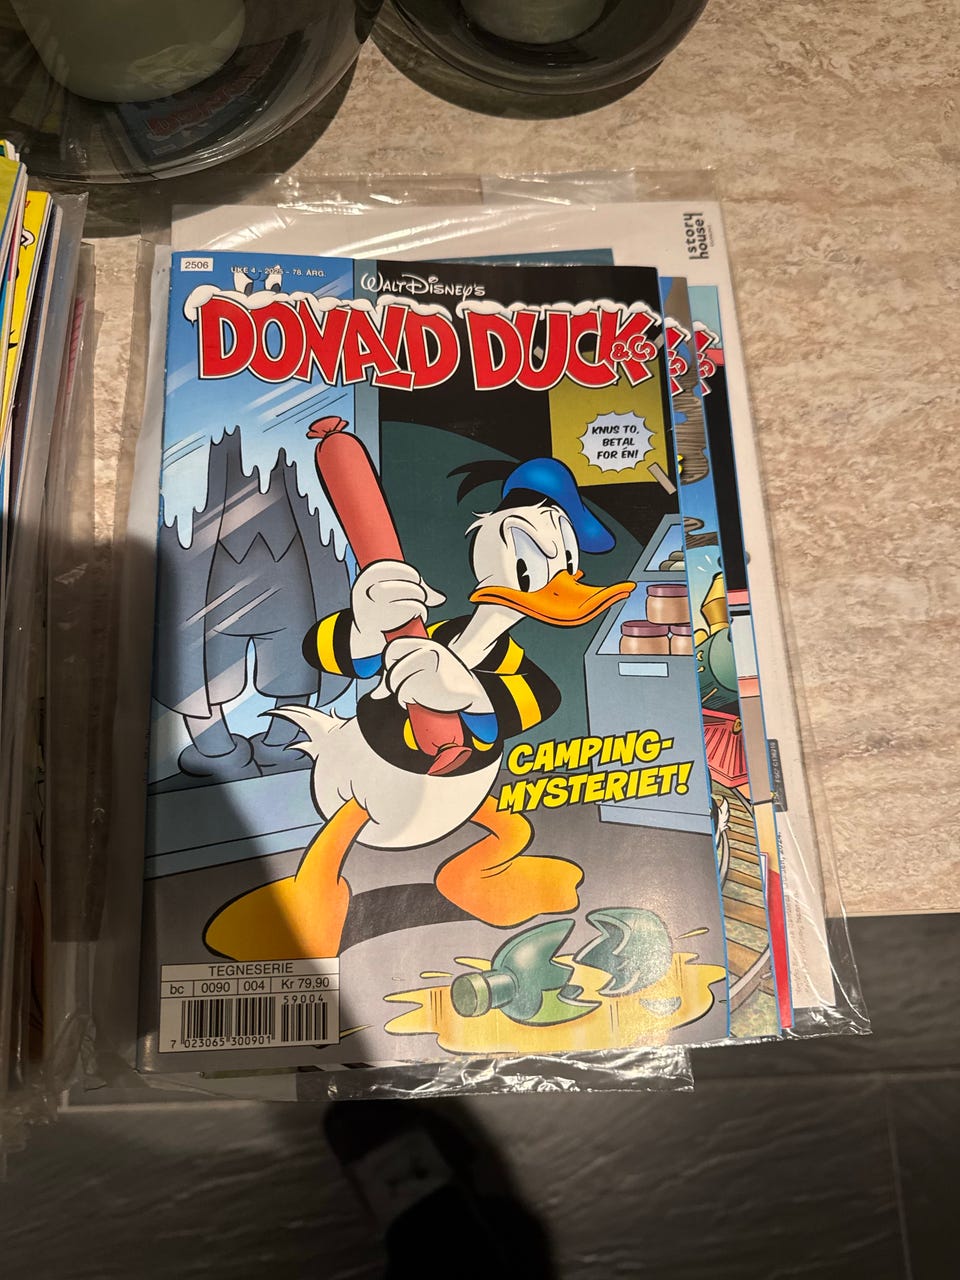 story
house
2506
UKE 4 - 2025 - 78. ARG.
WALT DISNEY'S
DONALD DUCK & CO
KNUS TO,
BETAL
FOR ÉN!
CAMPING-
MYSTERIET!
TEGNESERIE
bc 0090 004 Kr 79,90
59004
7 023065 300901